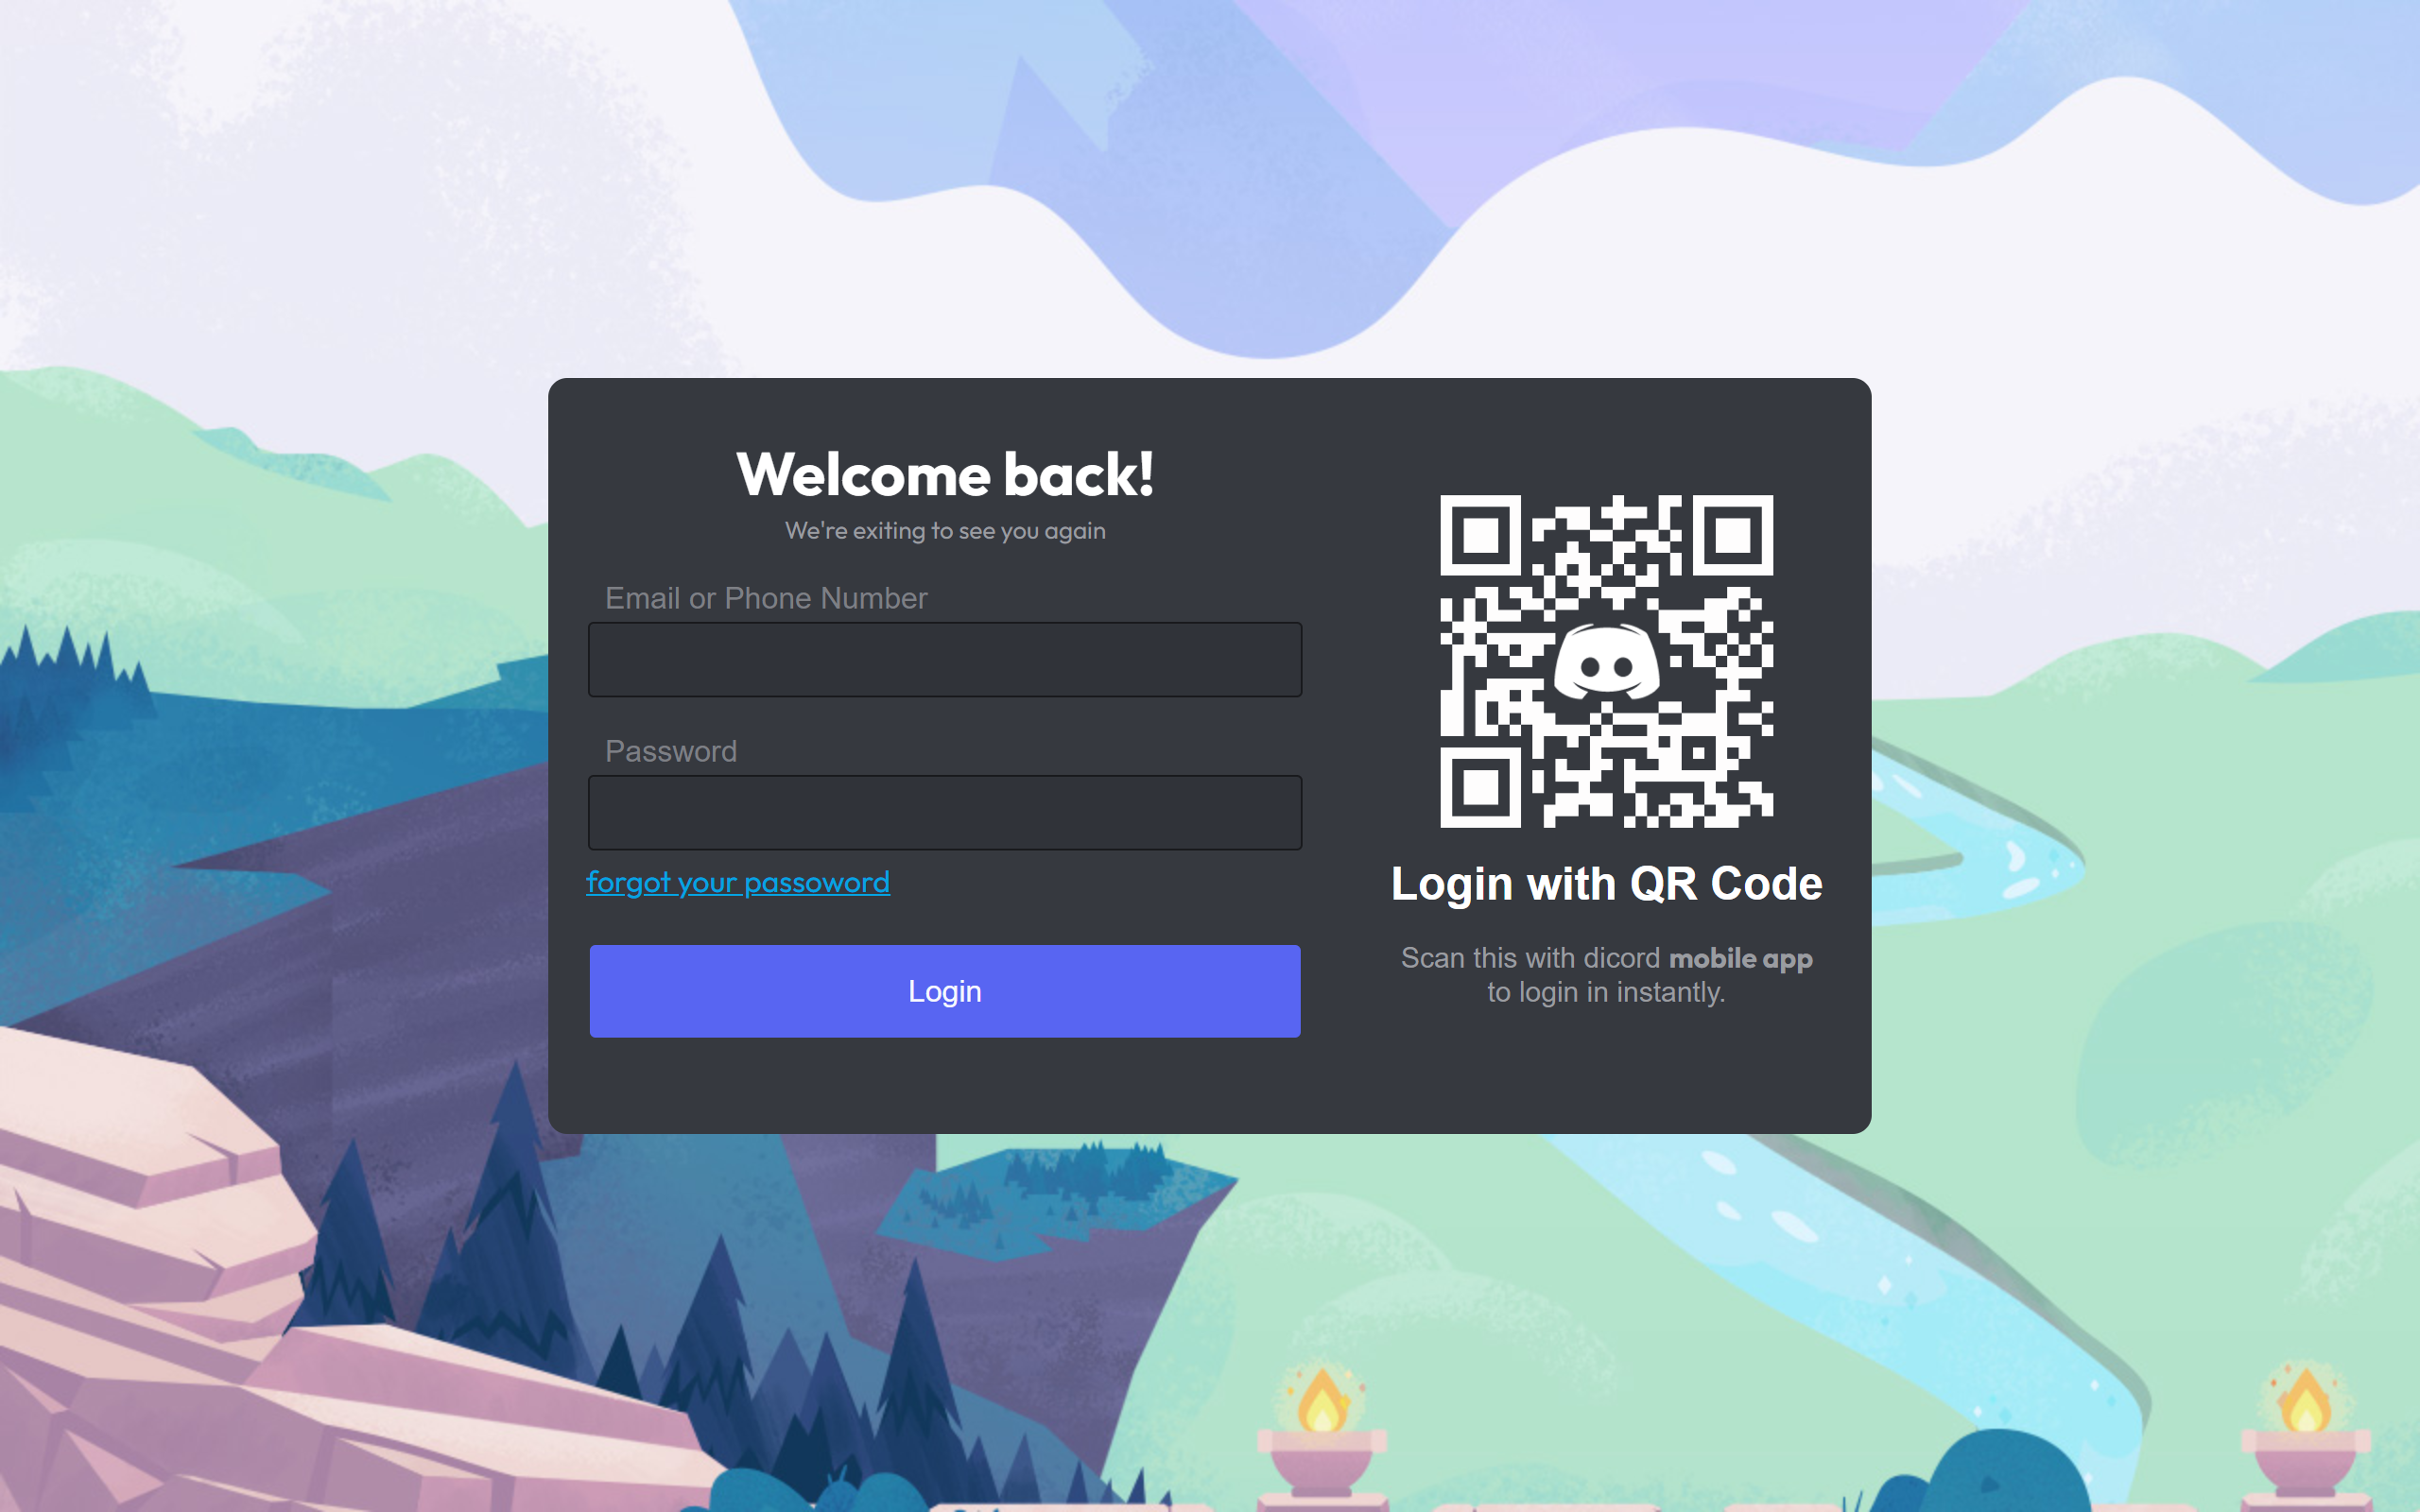 Welcome back!
We're exiting to see you again
Email or Phone Number
Password
forgot your passoword
Login
Login with QR Code
Scan this with dicord mobile app
to login in instantly.